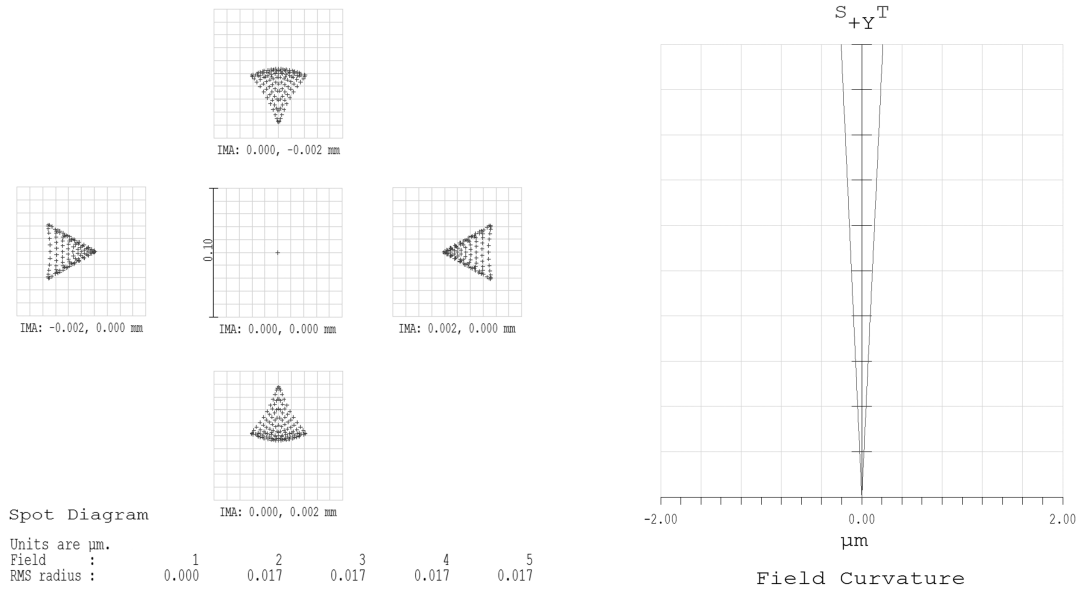 IMA: 0.000, -0.002 mm
0.10
IMA: -0.002, 0.000 mm
IMA: 0.000, 0.000 mm
IMA: 0.002, 0.000 mm
IMA: 0.000, 0.002 mm
Spot Diagram
Units are µm.
Field : 1 2 3 4 5
RMS radius : 0.000 0.017 0.017 0.017 0.017
S +Y T
-2.00 0.00 2.00
µm
Field Curvature